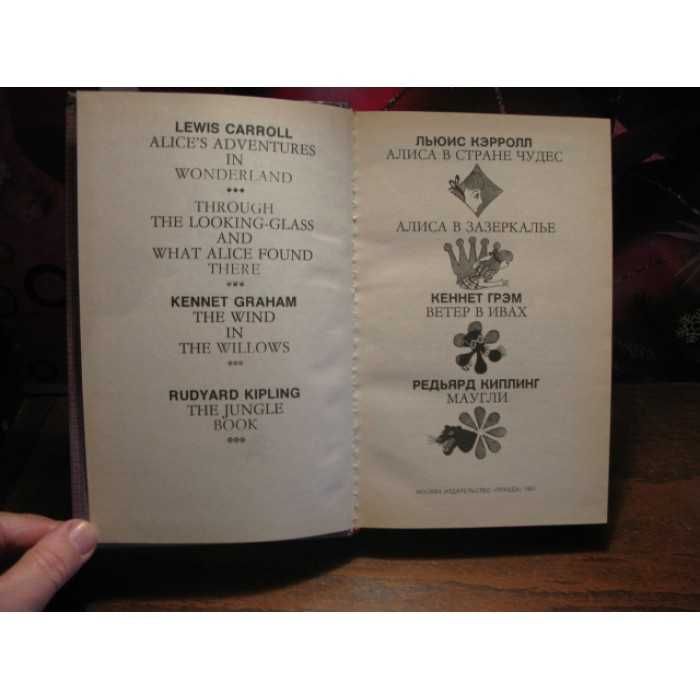 LEWIS CARROLL
ALICE'S ADVENTURES
IN
WONDERLAND
THROUGH
THE LOOKING-GLASS
AND
WHAT ALICE FOUND
THERE
KENNET GRAHAM
THE WIND
IN
THE WILLOWS
RUDYARD KIPLING
THE JUNGLE
BOOK
ЛЬЮИС КЭРРОЛЛ
АЛИСА В СТРАНЕ ЧУДЕС
АЛИСА В ЗАЗЕРКАЛЬЕ
КЕННЕТ ГРЭМ
ВЕТЕР В ИВАХ
РЕДЬЯРД КИПЛИНГ
МАУГЛИ
МОСКВА ИЗДАТЕЛЬСТВО «ПРАВДА»